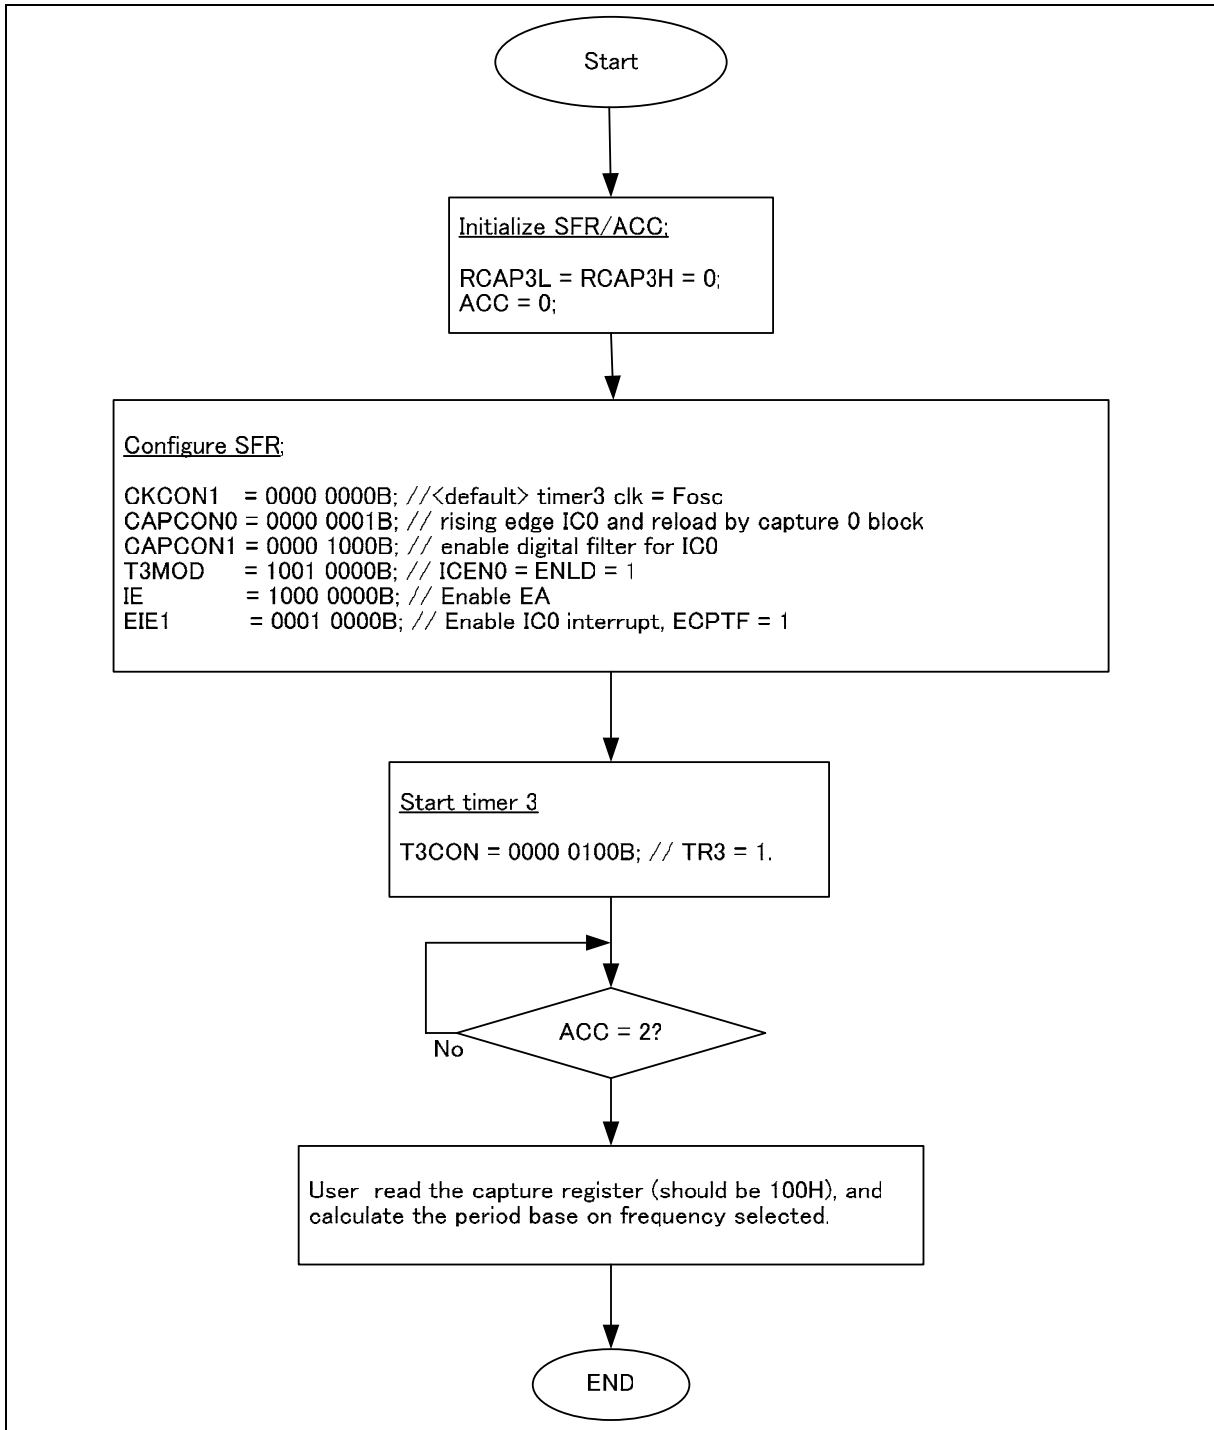 Start
Initialize SFR/ACC;
RCAP3L = RCAP3H = 0;
ACC = 0;
Configure SFR;
CKCON1 = 0000 0000B; //<default> timer3 clk = Fosc
CAPCON0 = 0000 0001B; // rising edge IC0 and reload by capture 0 block
CAPCON1 = 0000 1000B; // enable digital filter for IC0
T3MOD = 1001 0000B; // ICEN0 = ENLD = 1
IE = 1000 0000B; // Enable EA
EIE1 = 0001 0000B; // Enable IC0 interrupt, ECPTF = 1
Start timer 3
T3CON = 0000 0100B; // TR3 = 1.
ACC = 2?
No
User read the capture register (should be 100H), and
calculate the period base on frequency selected.
END